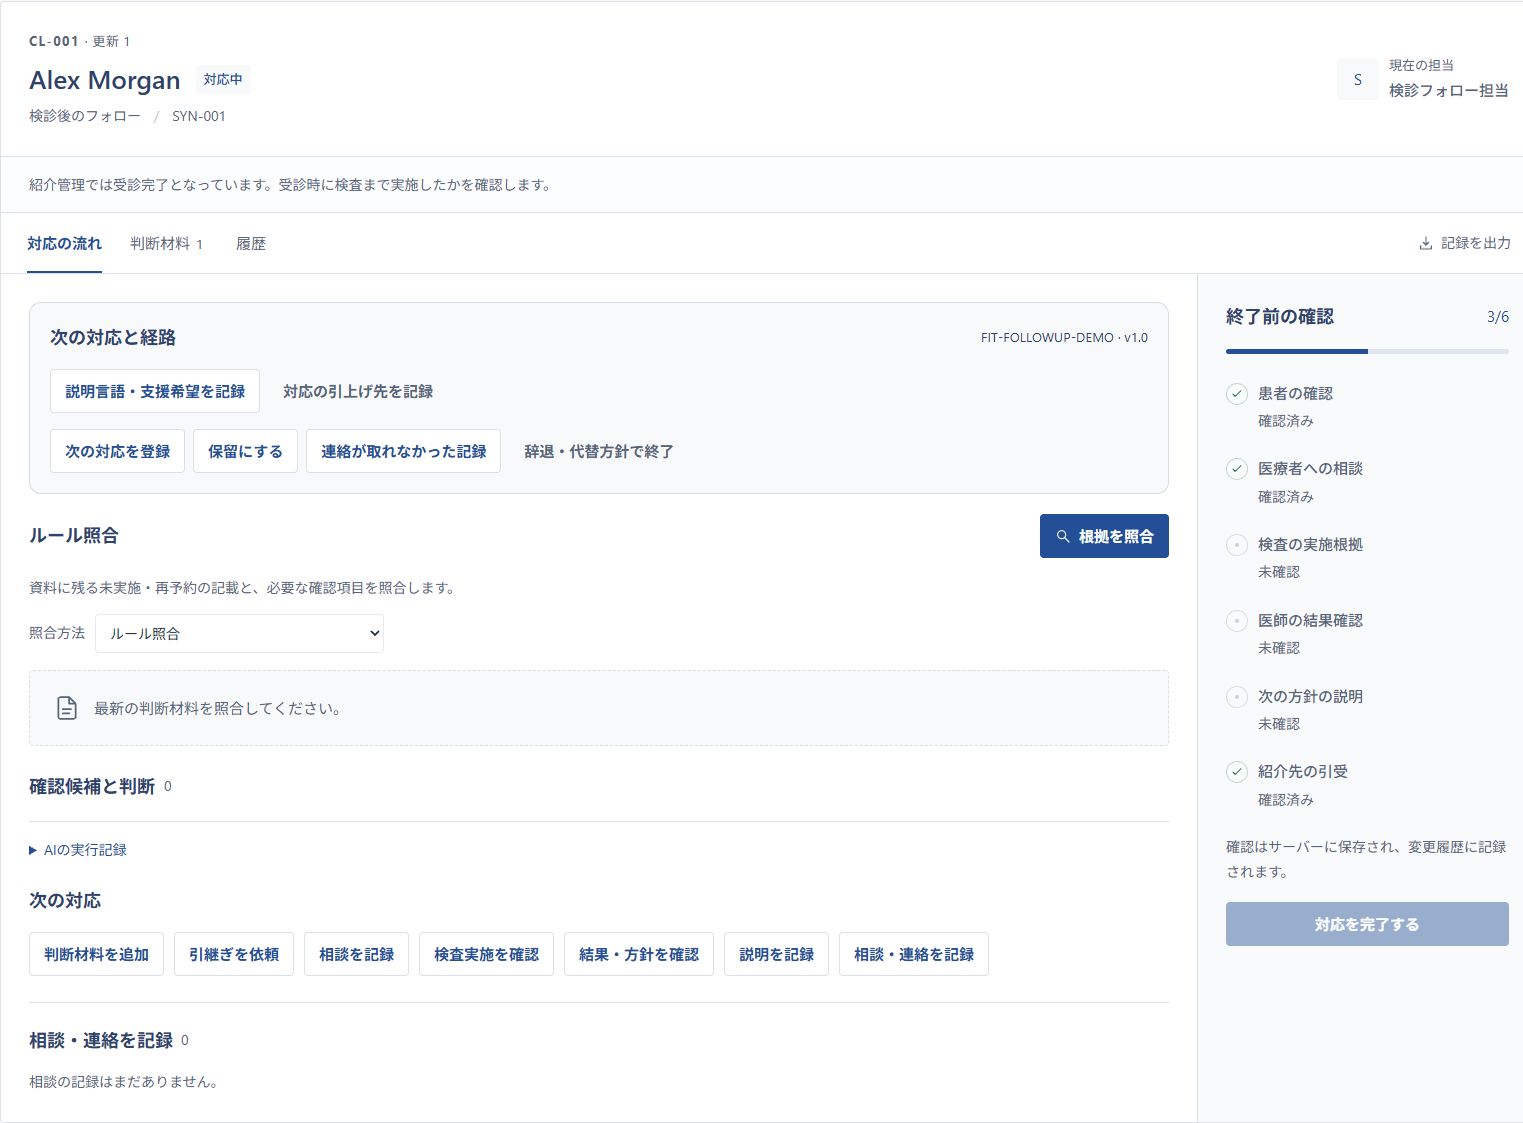 CL-001 · 更新 1
Alex Morgan 対応中
検診後のフォロー / SYN-001
S
現在の担当
検診フォロー担当
紹介管理では受診完了となっています。受診時に検査まで実施したかを確認します。
対応の流れ 判断材料 1 履歴
記録を出力
次の対応と経路
FIT-FOLLOWUP-DEMO · v1.0
説明言語・支援希望を記録 対応の引上げ先を記録
次の対応を登録 保留にする 連絡が取れなかった記録 辞退・代替方針で終了
ルール照合
根拠を照合
資料に残る未実施・再予約の記載と、必要な確認項目を照合します。
照合方法 ルール照合
最新の判断材料を照合してください。
確認候補と判断 0
AIの実行記録
次の対応
判断材料を追加 引継ぎを依頼 相談を記録 検査実施を確認 結果・方針を確認 説明を記録 相談・連絡を記録
相談・連絡を記録 0
相談の記録はまだありません。
終了前の確認 3/6
患者の確認
確認済み
医療者への相談
確認済み
検査の実施根拠
未確認
医師の結果確認
未確認
次の方針の説明
未確認
紹介先の引受
確認済み
確認はサーバーに保存され、変更履歴に記録
されます。
対応を完了する